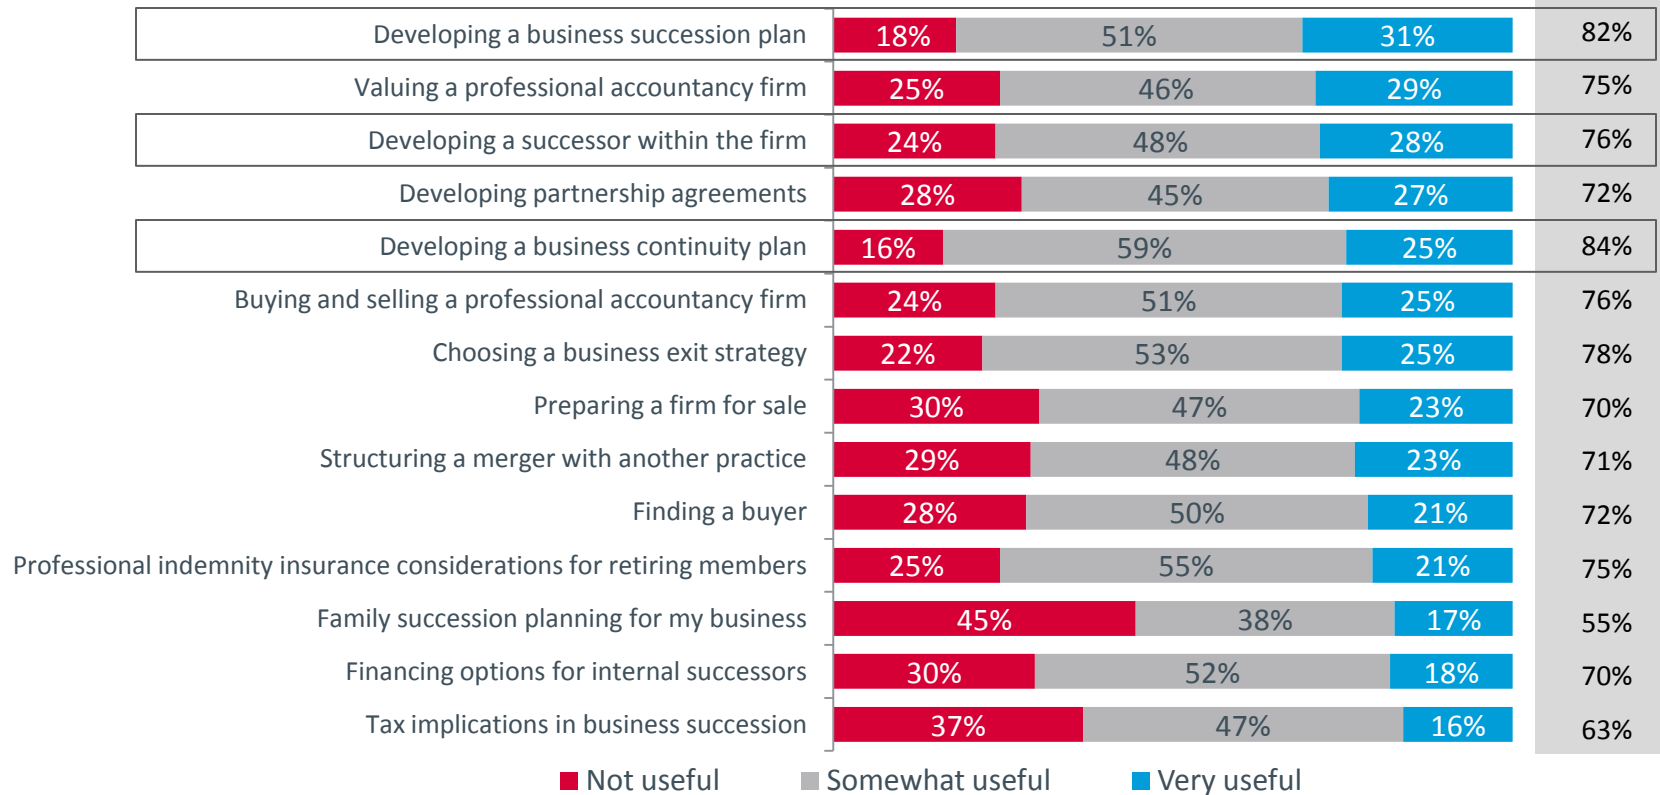 Developing a business succession plan 18% 51% 31% 82%
Valuing a professional accountancy firm 25% 46% 29% 75%
Developing a successor within the firm 24% 48% 28% 76%
Developing partnership agreements 28% 45% 27% 72%
Developing a business continuity plan 16% 59% 25% 84%
Buying and selling a professional accountancy firm 24% 51% 25% 76%
Choosing a business exit strategy 22% 53% 25% 78%
Preparing a firm for sale 30% 47% 23% 70%
Structuring a merger with another practice 29% 48% 23% 71%
Finding a buyer 28% 50% 21% 72%
Professional indemnity insurance considerations for retiring members 25% 55% 21% 75%
Family succession planning for my business 45% 38% 17% 55%
Financing options for internal successors 30% 52% 18% 70%
Tax implications in business succession 37% 47% 16% 63%
Not useful Somewhat useful Very useful